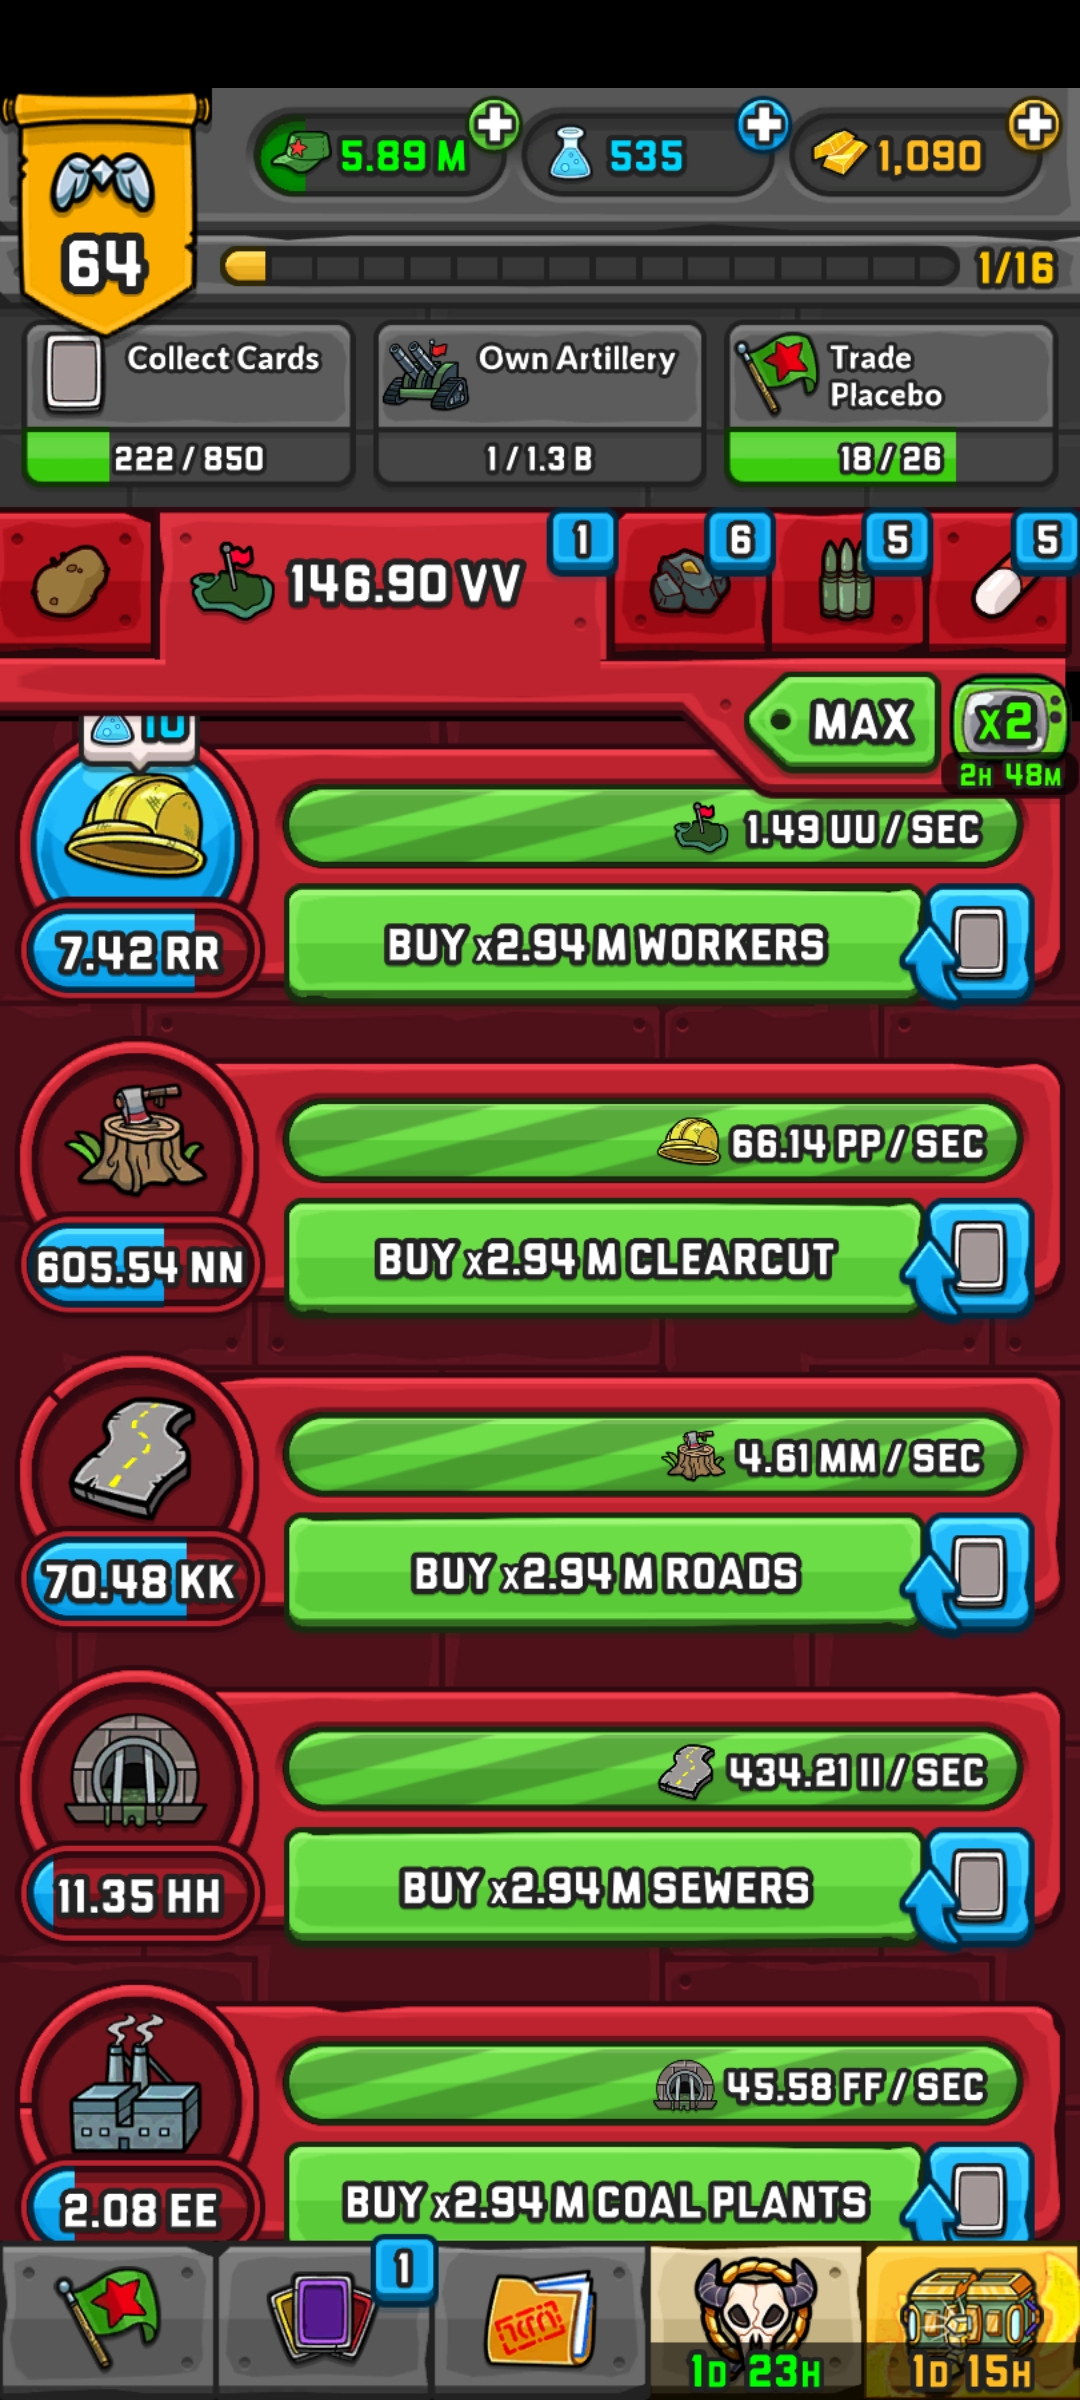 5.89 M
535
1,090
64
1/16
Collect Cards
222 / 850
Own Artillery
1 / 1.3 B
Trade
Placebo
18 / 26
146.90 VV
1
6
5
5
MAX
x2
2H 48M
10
1.49 UU / SEC
7.42 RR
BUY x2.94 M WORKERS
66.14 PP / SEC
605.54 NN
BUY x2.94 M CLEARCUT
4.61 MM / SEC
70.48 KK
BUY x2.94 M ROADS
434.21 II / SEC
11.35 HH
BUY x2.94 M SEWERS
45.58 FF / SEC
2.08 EE
BUY x2.94 M COAL PLANTS
1
1D 23H
1D 15H